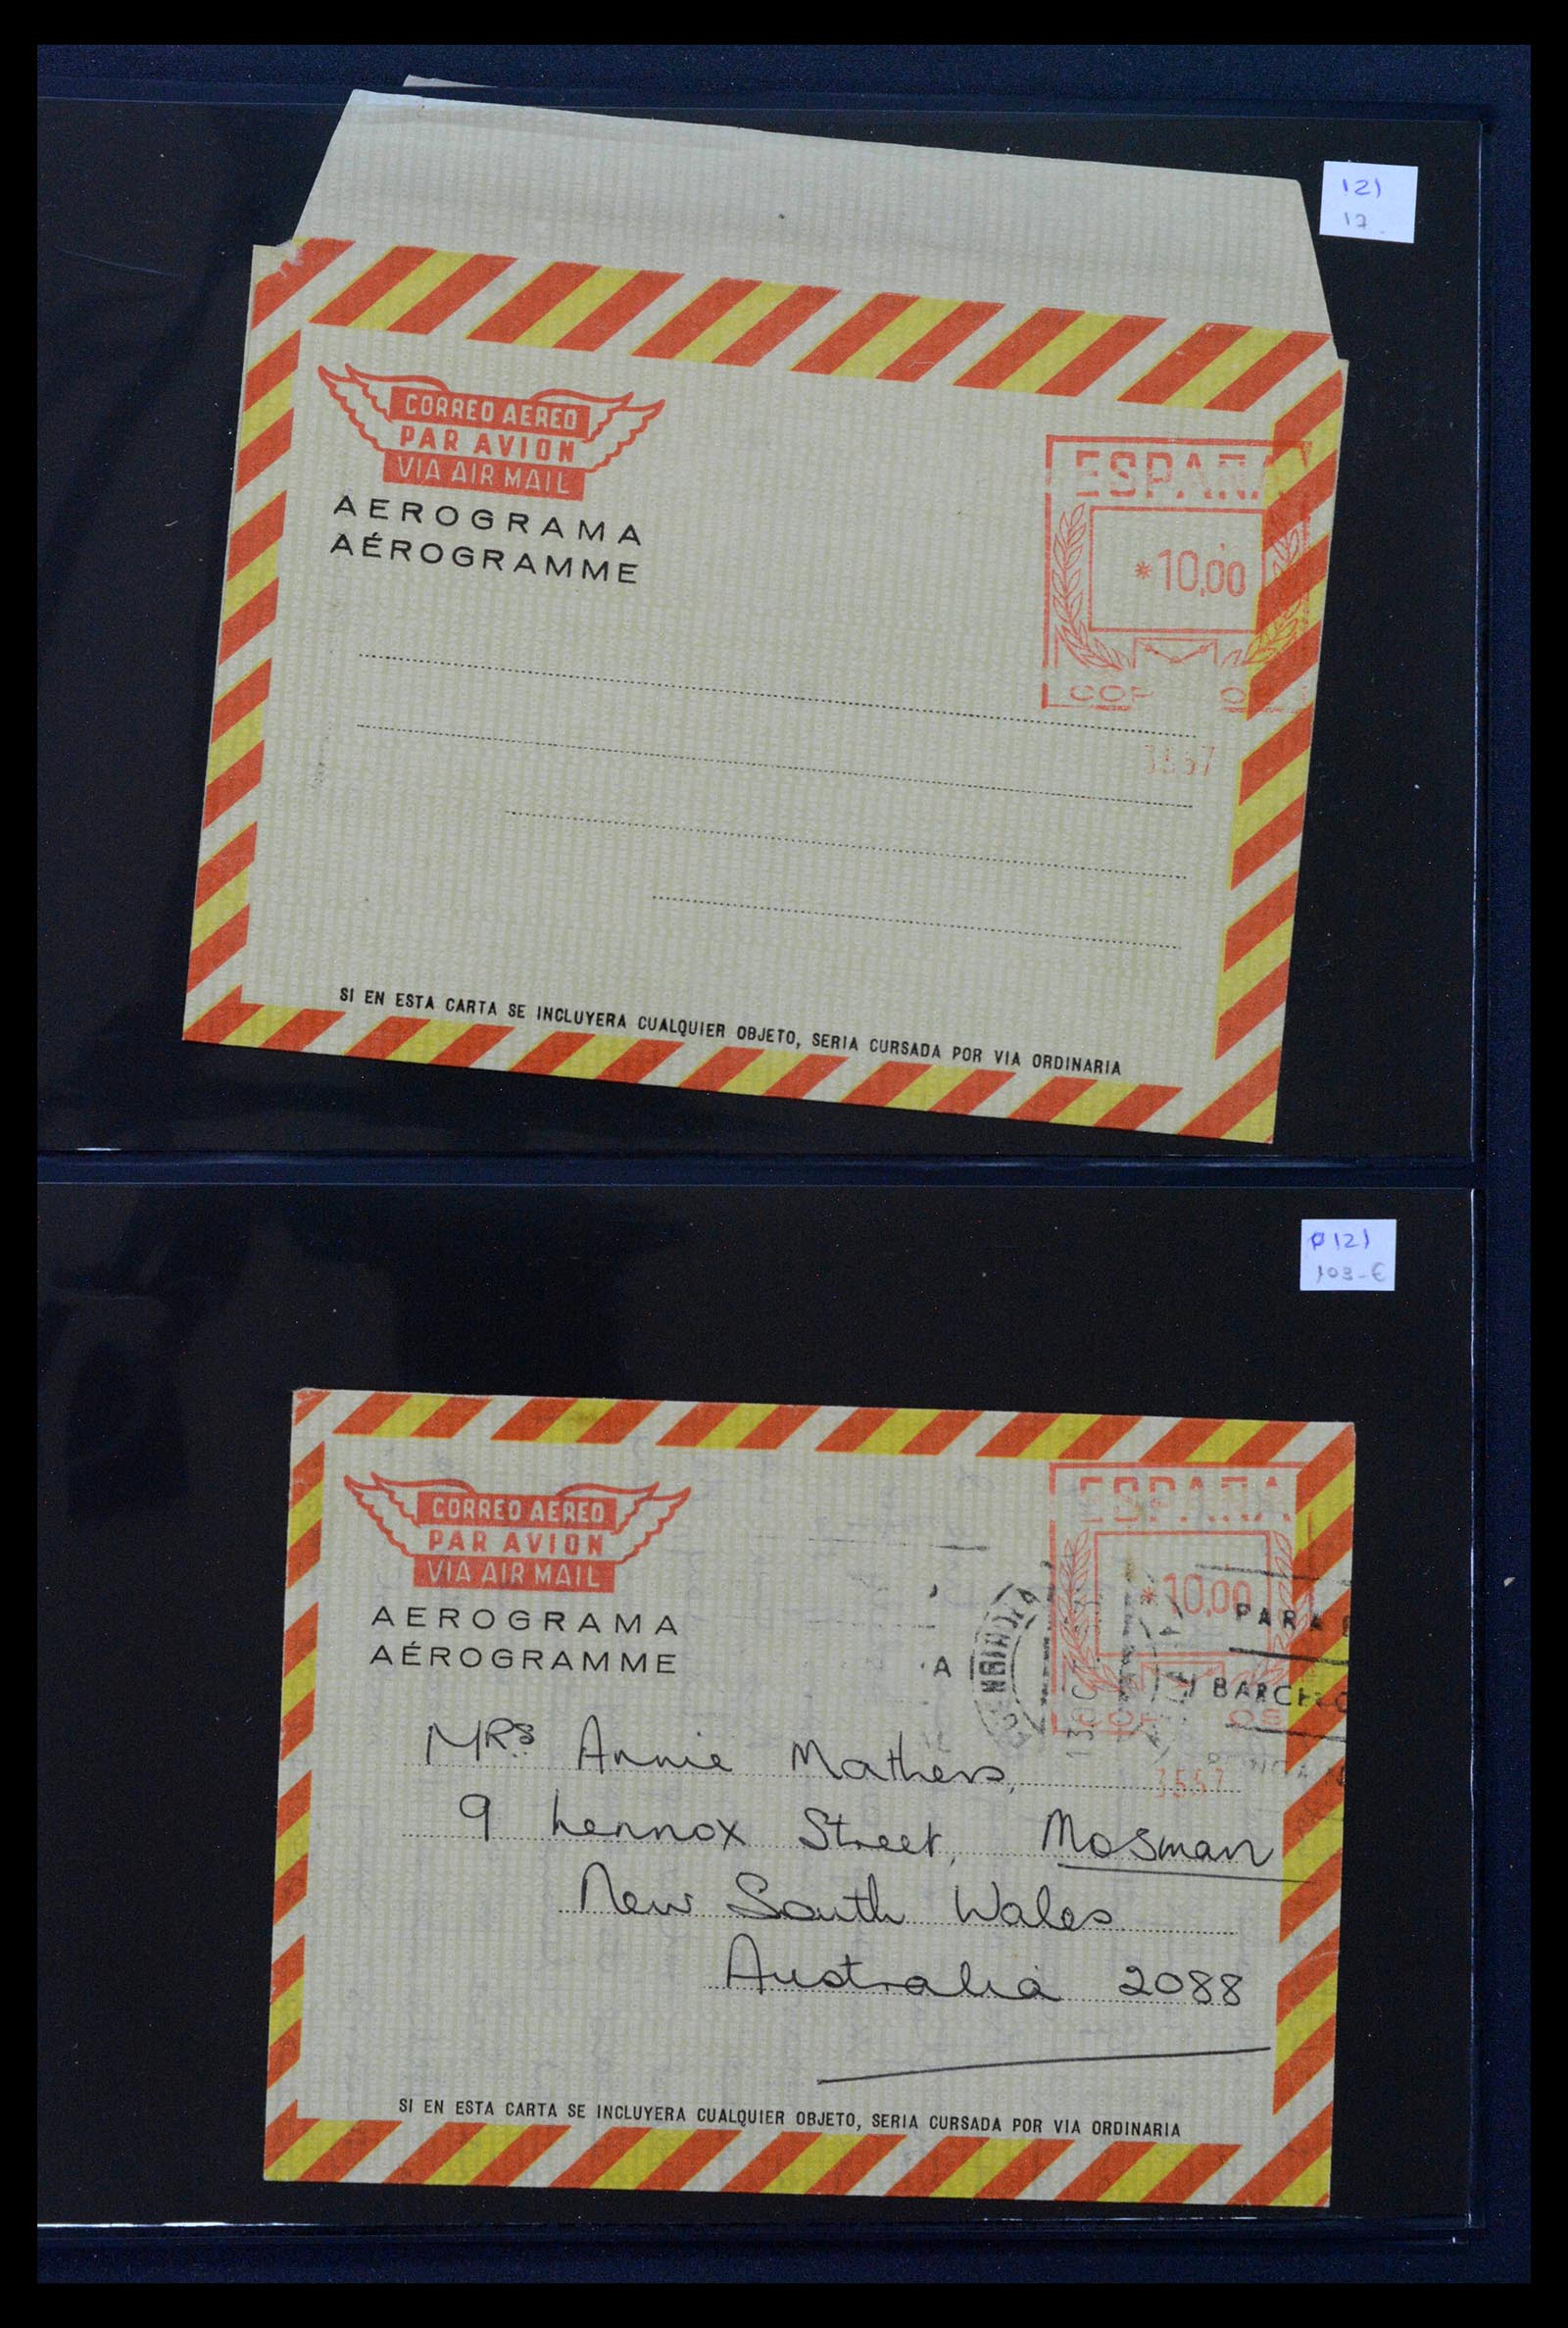 121
17
CORREO AEREO
PAR AVION
VIA AIR MAIL
AEROGRAMA
AÉROGRAMME
ESPAÑA
*10,00
3557
SI EN ESTA CARTA SE INCLUYERA CUALQUIER OBJETO, SERIA CURSADA POR VIA ORDINARIA
121
103-€
CORREO AEREO
PAR AVION
VIA AIR MAIL
AEROGRAMA
AÉROGRAMME
ESPAÑA
*10,00
PARA
A
BARCELO
3557
MRS Annie Mathers,
9 Lennox Street, Mosman
New South Wales
Australia 2088
SI EN ESTA CARTA SE INCLUYERA CUALQUIER OBJETO, SERIA CURSADA POR VIA ORDINARIA